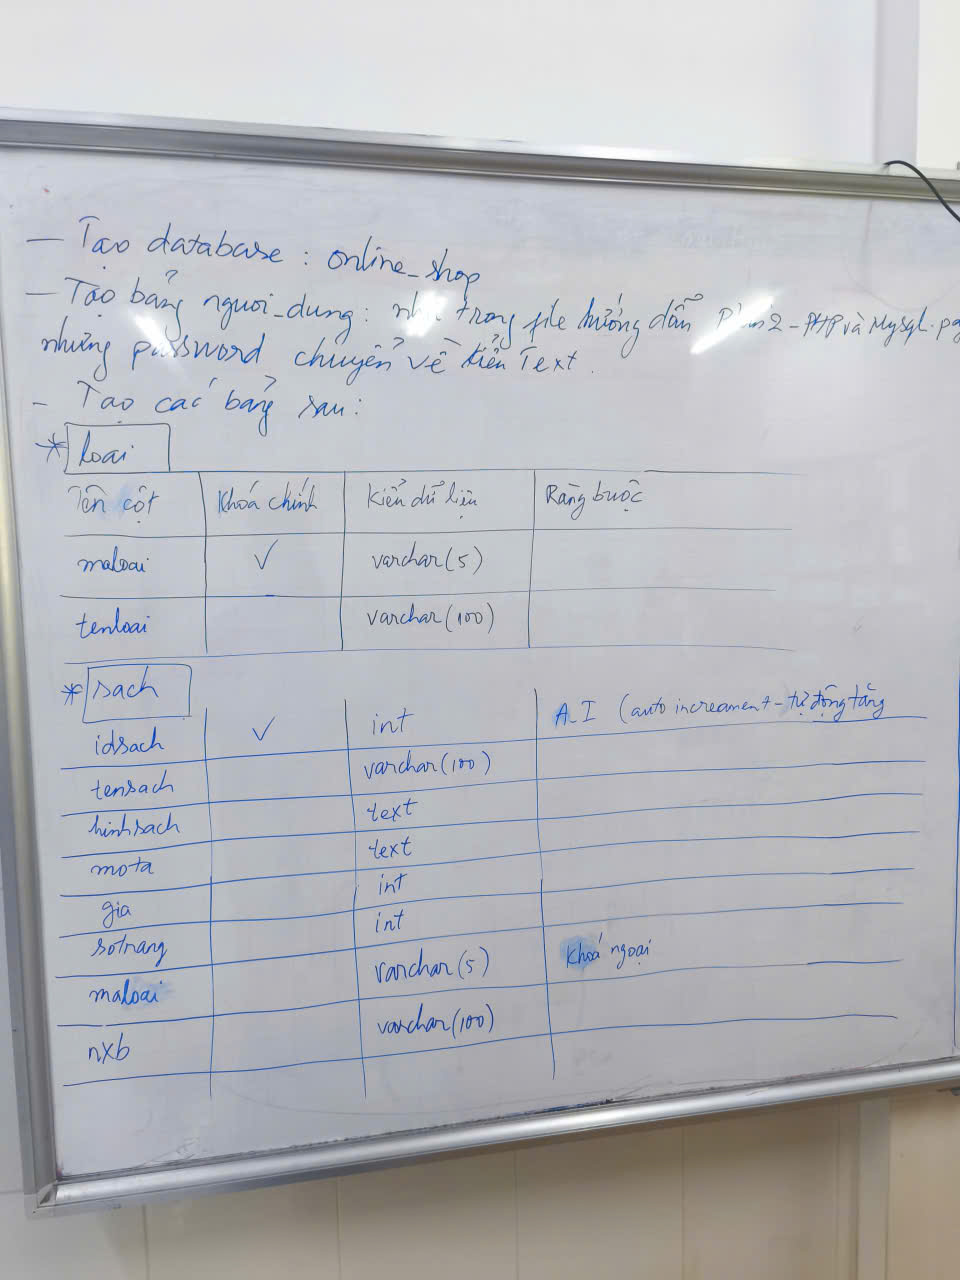 - Tạo database : online_shop
- Tạo bảng nguoi_dung: như trong file hướng dẫn Phần 2 - PHP và MySql.
nhưng password chuyển về kiểu Text.
- Tạo các bảng sau:
* loai
Tên cột Khoá chính Kiểu dữ liệu Ràng buộc
maloai ✓ varchar(5)
tenloai varchar(100)
* sach
idsach ✓ int A_I (auto increament - tự động tăng
tensach varchar(100)
hinhsach text
mota text
gia int
sotrang int
maloai varchar(5) Khoá ngoại
nxb varchar(100)